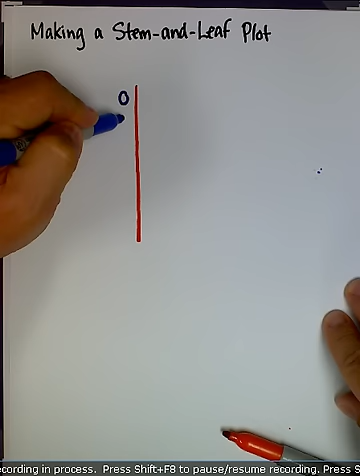 Making a Stem-and-Leaf Plot
0
ecording in process. Press Shift+F8 to pause/resume recording. Press S